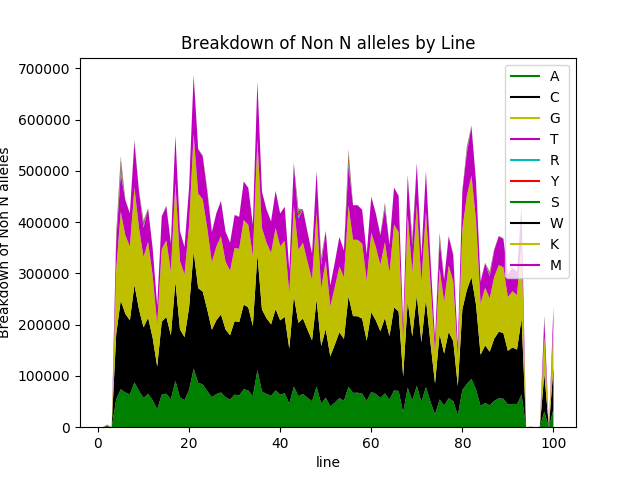 Breakdown of Non N alleles by Line
700000
600000
500000
400000
300000
200000
100000
0
Breakdown of Non N alleles
0 20 40 60 80 100
line
A
C
G
T
R
Y
S
W
K
M